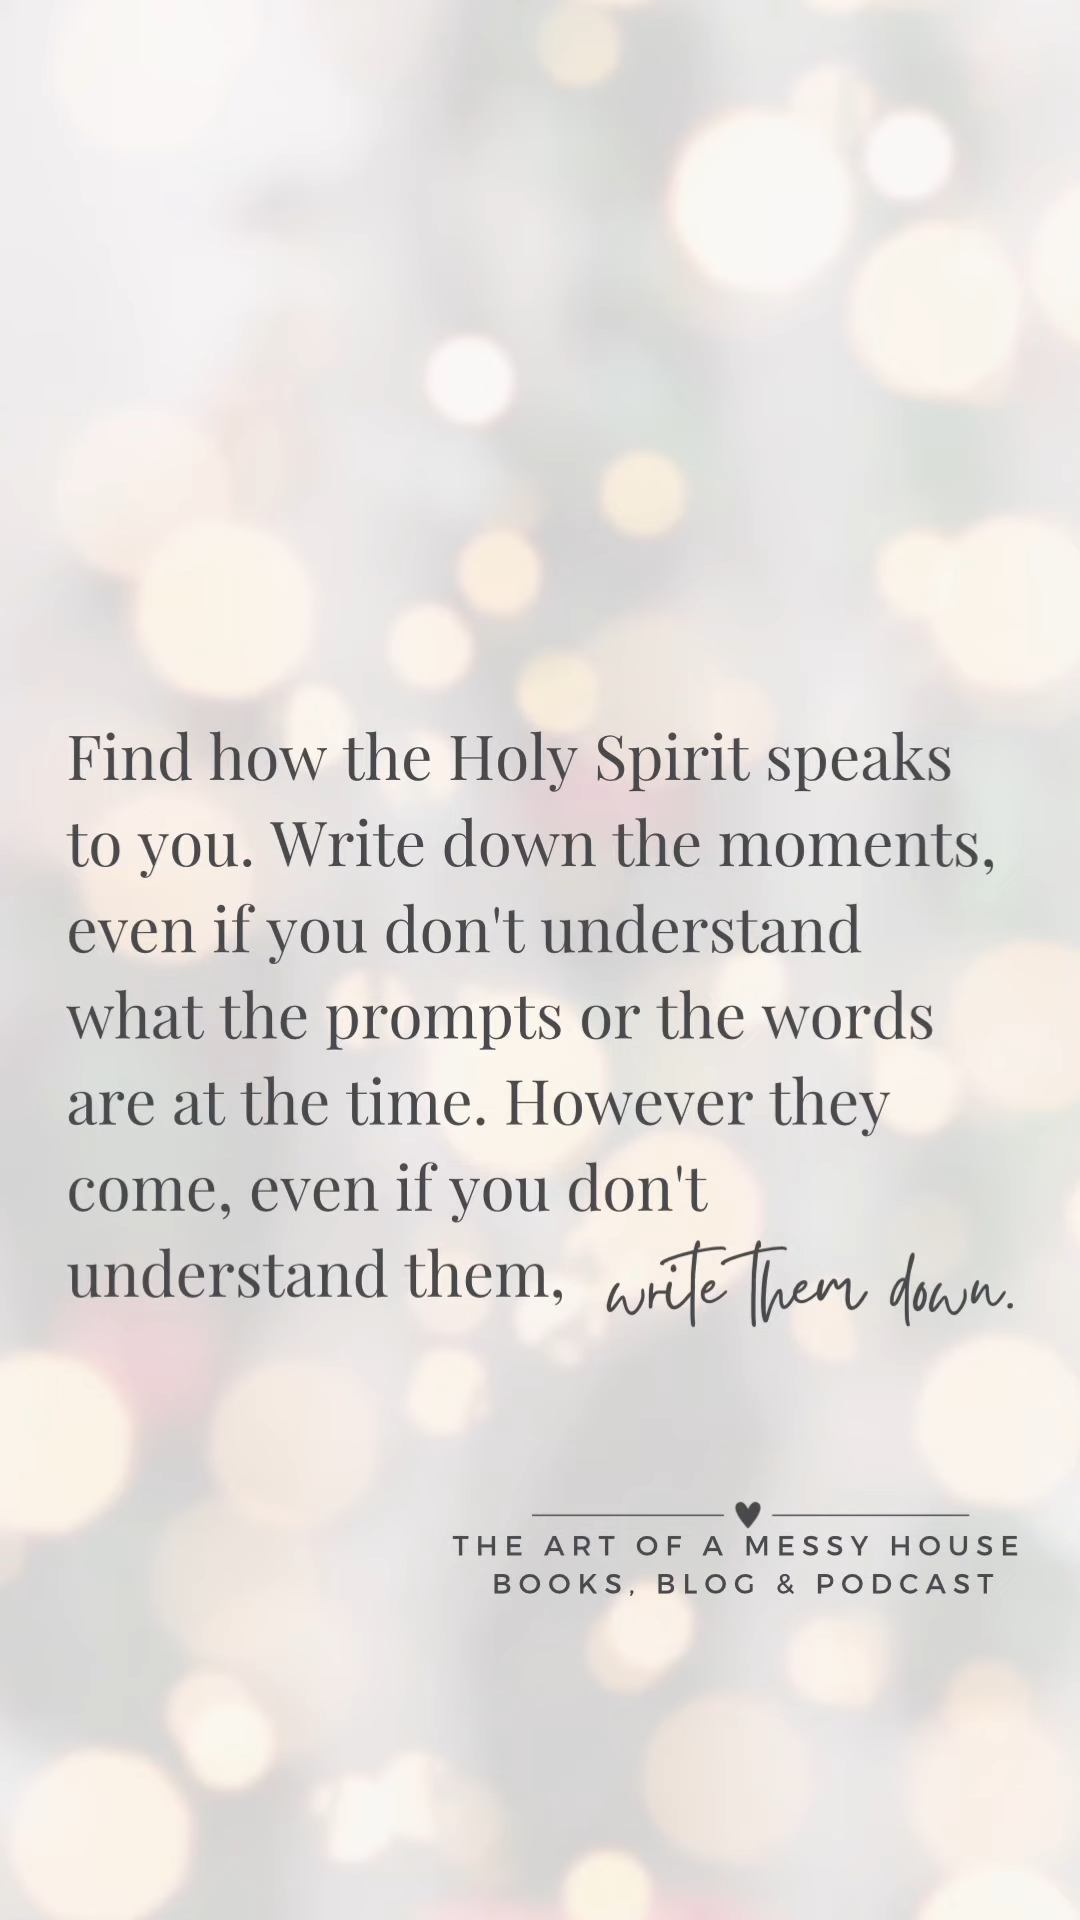 Find how the Holy Spirit speaks
to you. Write down the moments,
even if you don't understand
what the prompts or the words
are at the time. However they
come, even if you don't
understand them, write them down.
THE ART OF A MESSY HOUSE
BOOKS, BLOG & PODCAST